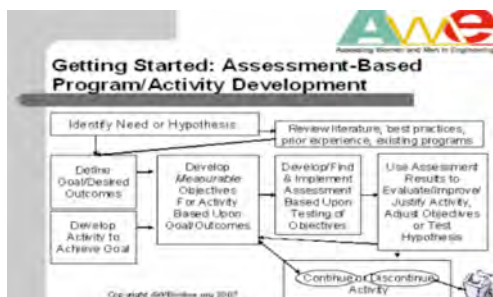 AWE
Assessing Women and Men in Engineering
Getting Started: Assessment-Based
Program/Activity Development
Identify Need or Hypothesis
Review literature, best practices,
prior experience, existing programs
Define
Goal/Desired
Outcomes
Develop
Measurable
Objectives
For Activity
Based Upon
Goal/Outcomes
Develop/Find
& Implement
Assessment
Based Upon
Testing of
Objectives
Use Assessment
Results to
Evaluate/Improve/
Justify Activity,
Adjust Objectives
or Test
Hypothesis
Develop
Activity to
Achieve Goal
Continue or Discontinue
Activity
Copyright
2007